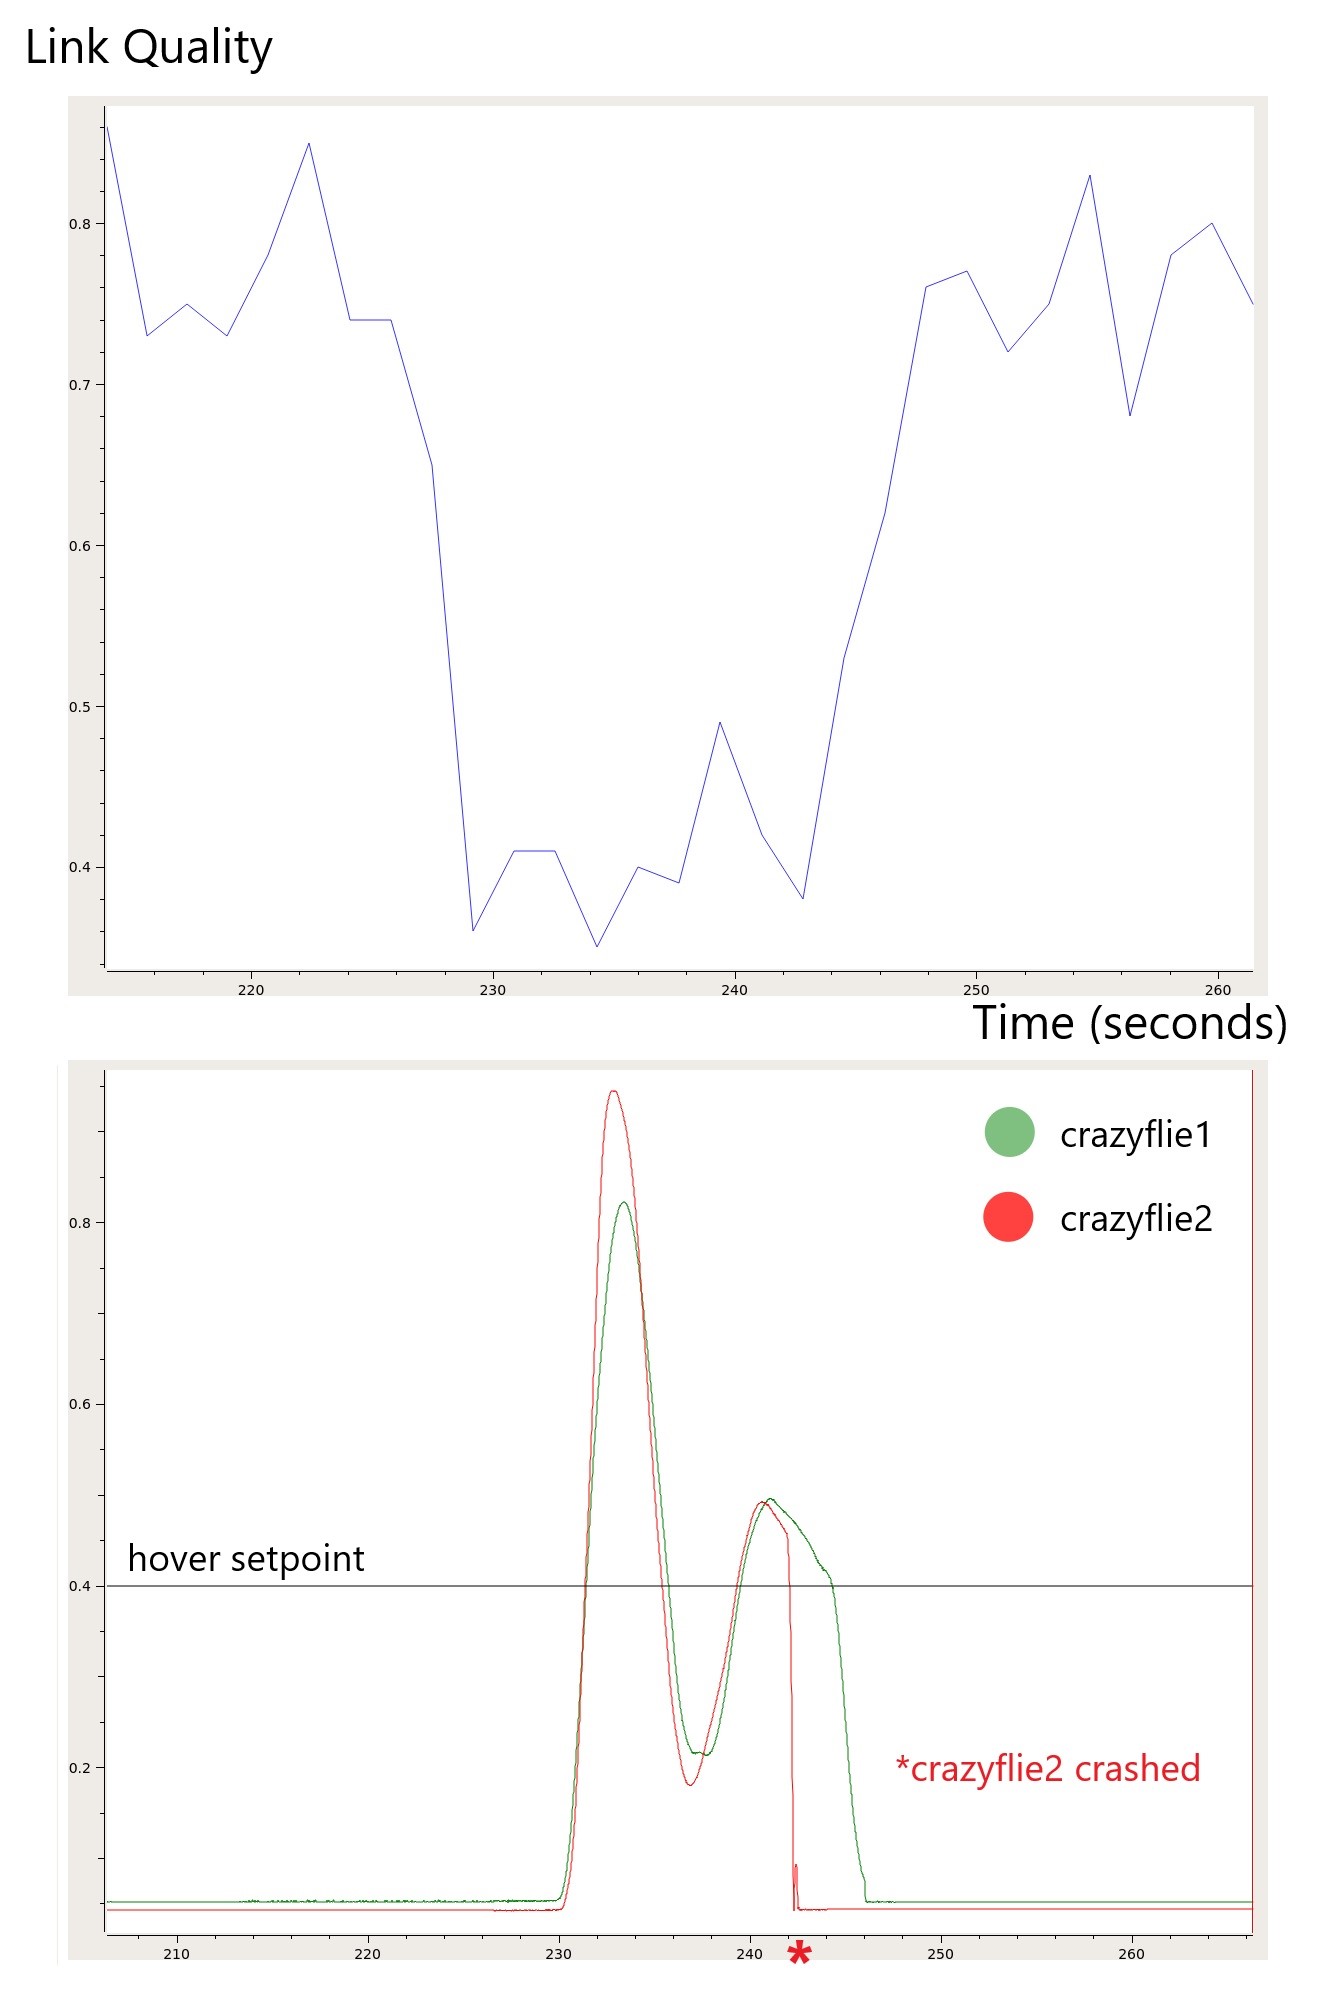 Link Quality
0.8
0.7
0.6
0.5
0.4
220 230 240 250 260
Time (seconds)
crazyflie1
crazyflie2
0.8
0.6
hover setpoint
0.4
0.2
*crazyflie2 crashed
210 220 230 240 * 250 260